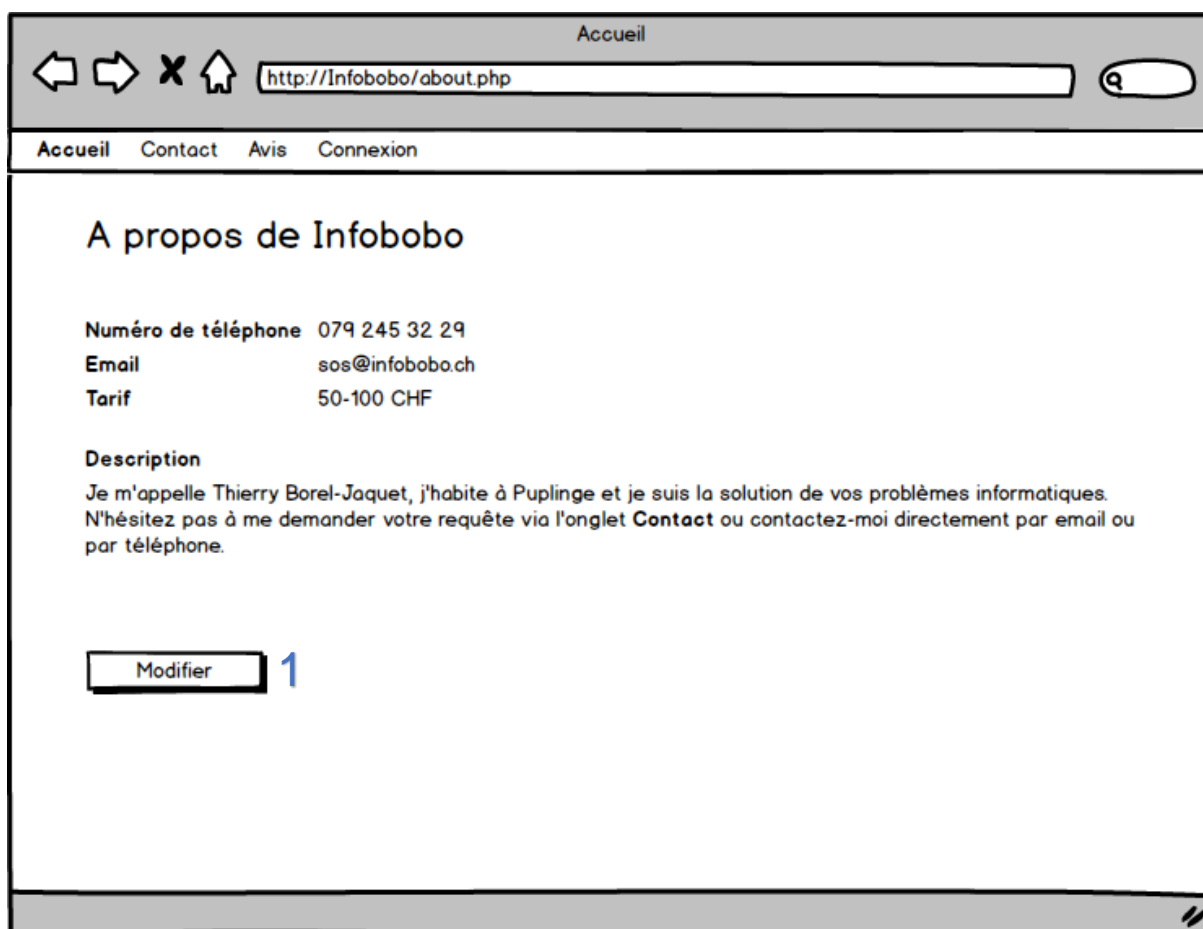 Accueil
http://Infobobo/about.php
Accueil Contact Avis Connexion
A propos de Infobobo
Numéro de téléphone 079 245 32 29
Email sos@infobobo.ch
Tarif 50-100 CHF
Description
Je m'appelle Thierry Borel-Jaquet, j'habite à Puplinge et je suis la solution de vos problèmes informatiques.
N'hésitez pas à me demander votre requête via l'onglet Contact ou contactez-moi directement par email ou
par téléphone.
Modifier 1